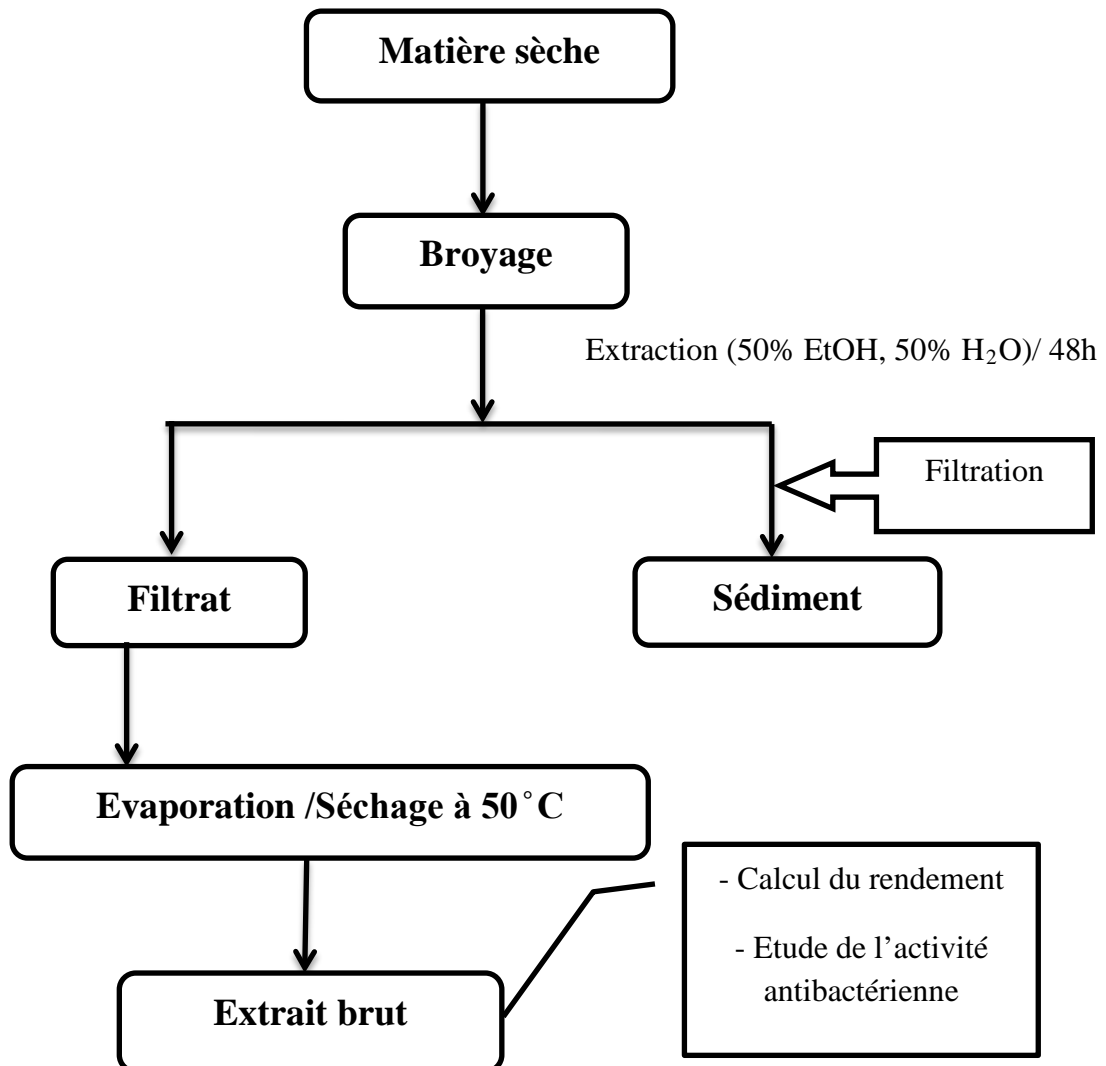 Matière sèche
Broyage
Extraction (50% EtOH, 50% H₂O)/ 48h
Filtration
Filtrat
Sédiment
Evaporation /Séchage à 50°C
- Calcul du rendement
- Etude de l’activité
antibactérienne
Extrait brut